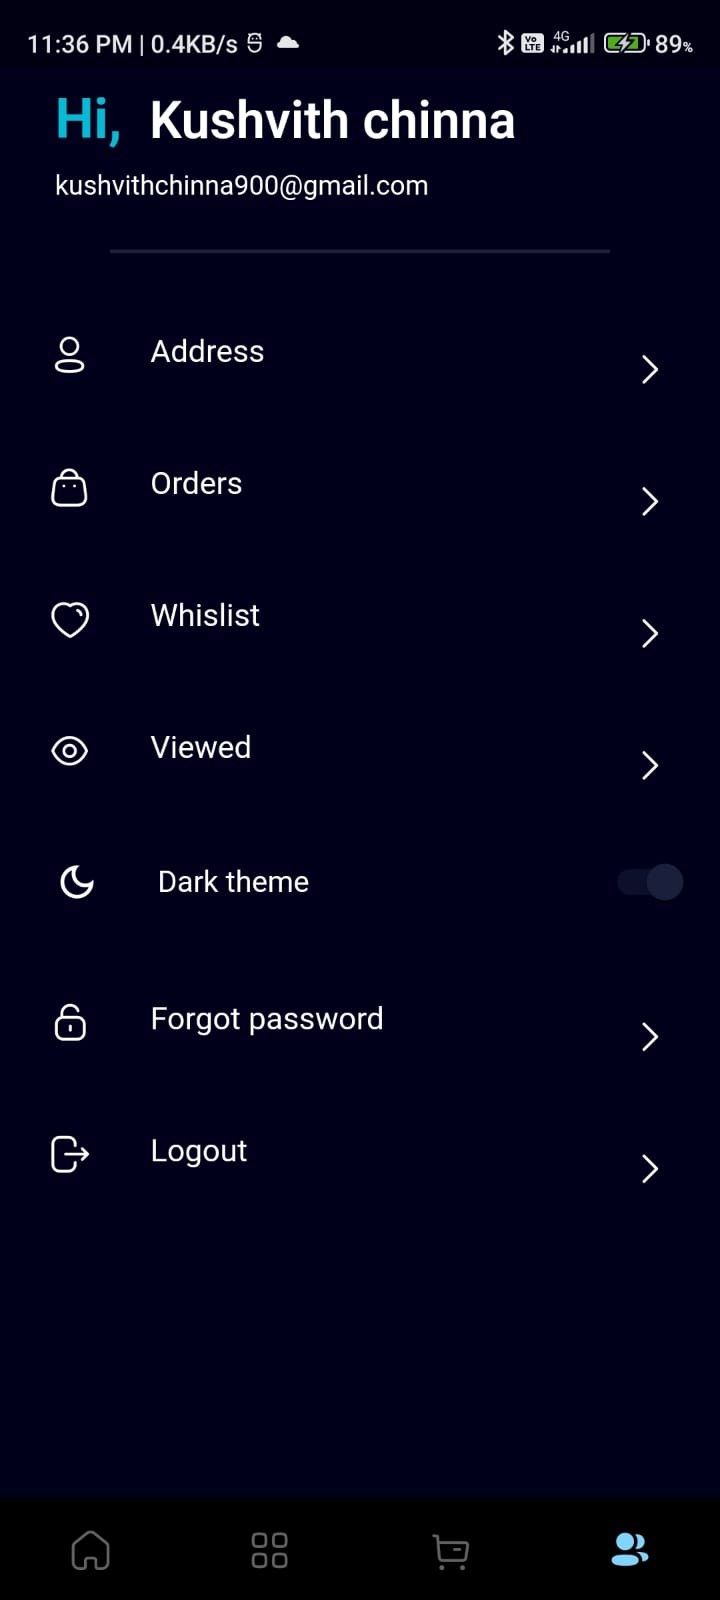 11:36 PM | 0.4KB/s
Vo LTE 4G 89%
Hi, Kushvith chinna
kushvithchinna900@gmail.com
Address
Orders
Whislist
Viewed
Dark theme
Forgot password
Logout